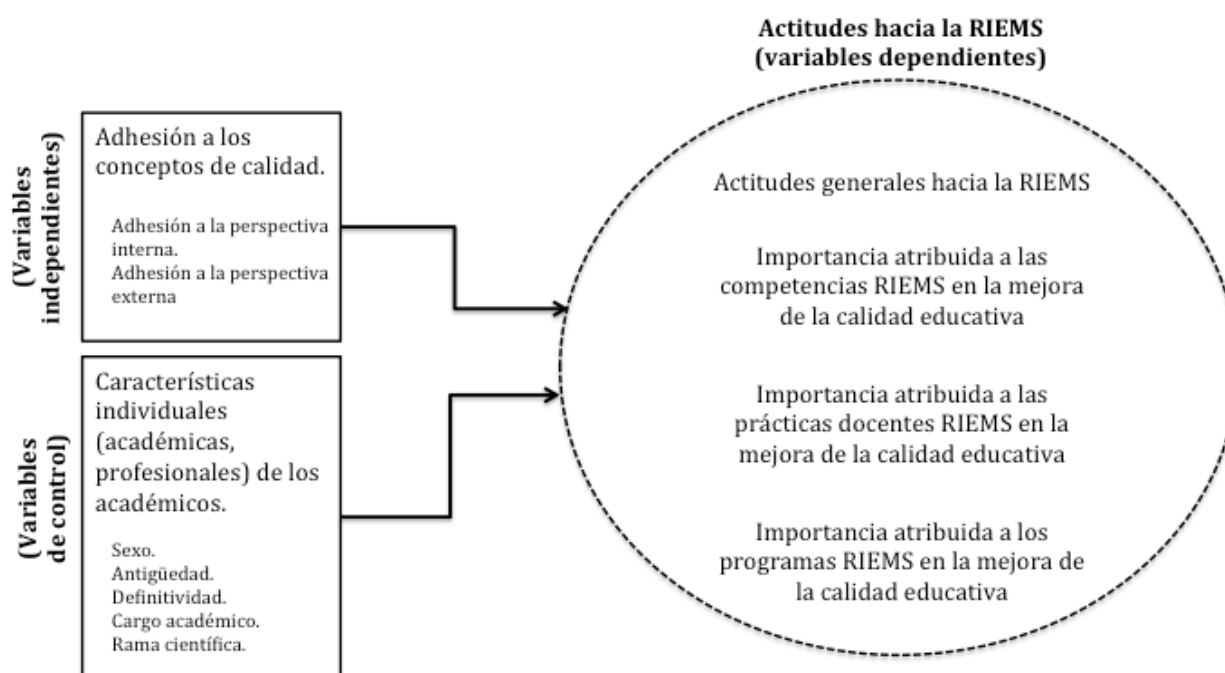 Actitudes hacia la RIEMS
(variables dependientes)
(Variables
independientes)
Adhesión a los
conceptos de calidad.
Adhesión a la perspectiva
interna.
Adhesión a la perspectiva
externa
(Variables
de control)
Características
individuales
(académicas,
profesionales) de los
académicos.
Sexo.
Antigüedad.
Definitividad.
Cargo académico.
Rama científica.
Actitudes generales hacia la RIEMS
Importancia atribuida a las
competencias RIEMS en la mejora
de la calidad educativa
Importancia atribuida a las
prácticas docentes RIEMS en la
mejora de la calidad educativa
Importancia atribuida a los
programas RIEMS en la mejora de
la calidad educativa